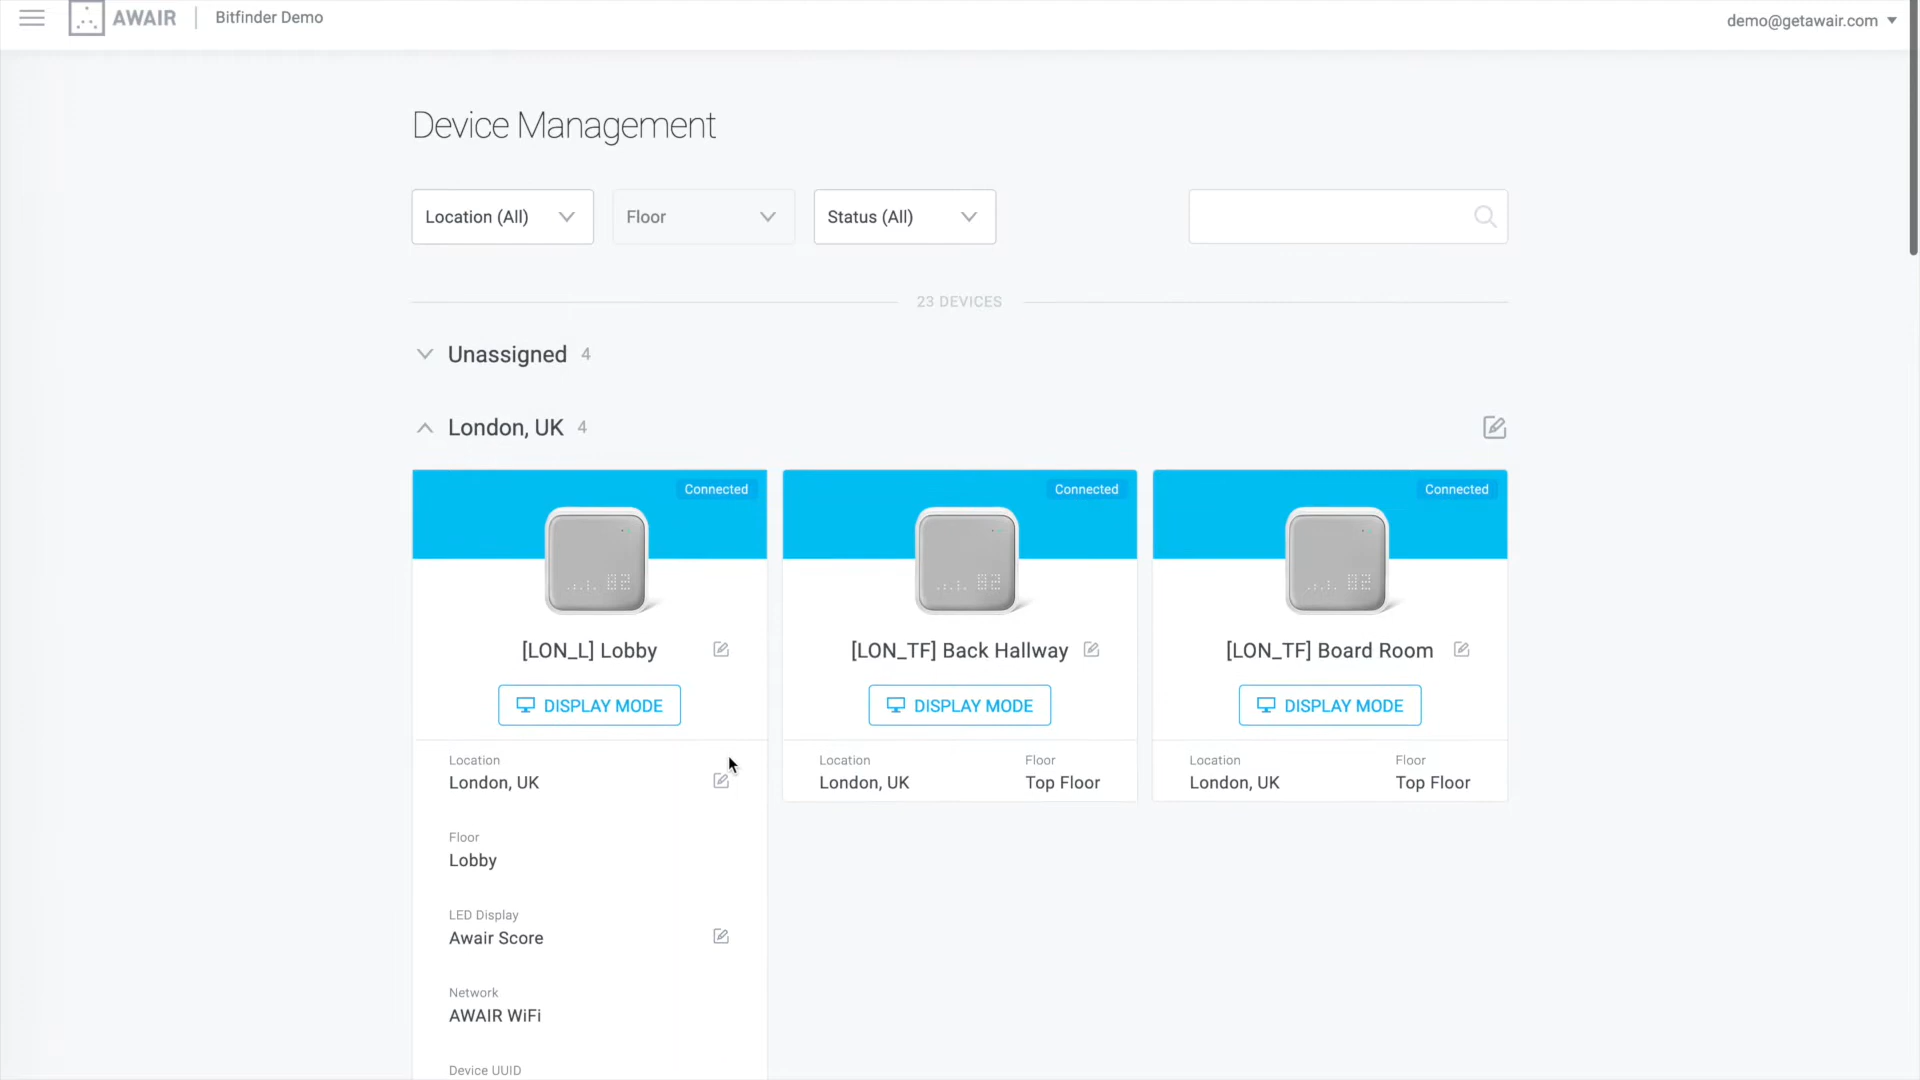 AWAIR
Bitfinder Demo
demo@getawair.com
Device Management
Location (All)
Floor
Status (All)
23 DEVICES
Unassigned 4
London, UK 4
Connected
Connected
Connected
82
82
82
[LON_L] Lobby
[LON_TF] Back Hallway
[LON_TF] Board Room
DISPLAY MODE
DISPLAY MODE
DISPLAY MODE
Location
London, UK
Location
London, UK
Floor
Top Floor
Location
London, UK
Floor
Top Floor
Floor
Lobby
LED Display
Awair Score
Network
AWAIR WiFi
Device UUID